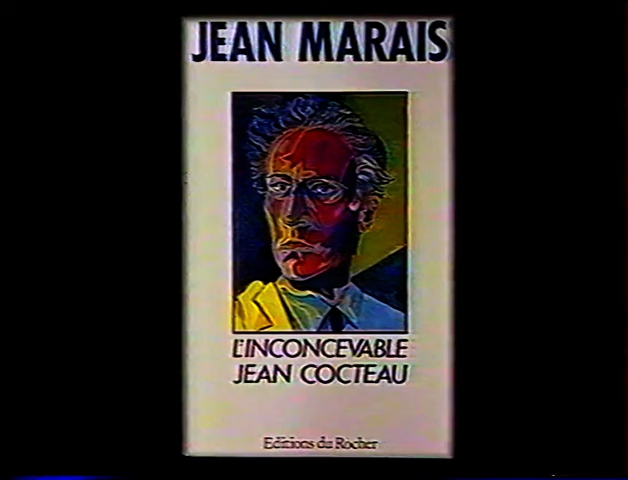 JEAN MARAIS
L'INCONCEVABLE
JEAN COCTEAU
Editions du Rocher